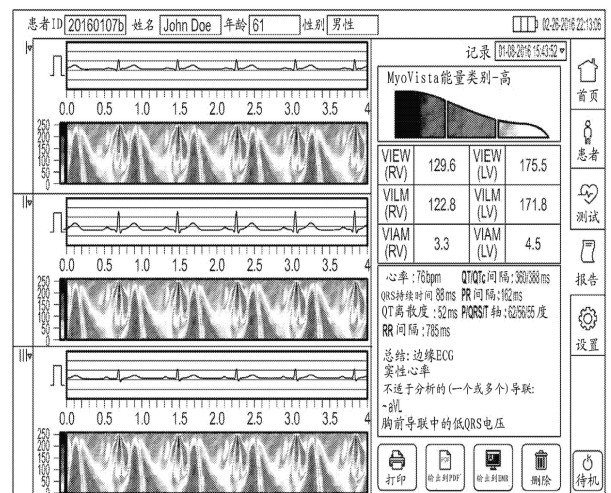 患者ID 20160107b 姓名 John Doe 年龄 61 性别 男性 02-26-2016 22:13:06
I
0.0 0.5 1.0 1.5 2.0 2.5 3.0 3.5 4
250
200
150
100
50
0
II
0.0 0.5 1.0 1.5 2.0 2.5 3.0 3.5 4
250
200
150
100
50
0
III
0.0 0.5 1.0 1.5 2.0 2.5 3.0 3.5 4
250
200
150
100
50
记录 01-08-2016 15:43:52
MyoVista能量类别-高
VIEW (RV) 129.6 VIEW (LV) 175.5
VILM (RV) 122.8 VILM (LV) 171.8
VIAM (RV) 3.3 VIAM (LV) 4.5
心率:76bpm QT/QTc间隔:360/388ms
QRS持续时间88ms PR间隔:162ms
QT离散度:52ms P/QRS/T轴:62/56/55度
RR间隔:785ms
总结:边缘ECG
窦性心率
不适于分析的(一个或多个)导联:
~aVL
胸前导联中的低QRS电压
打印 输出到PDF 输出到EMR 删除
首页
患者
测试
报告
设置
待机